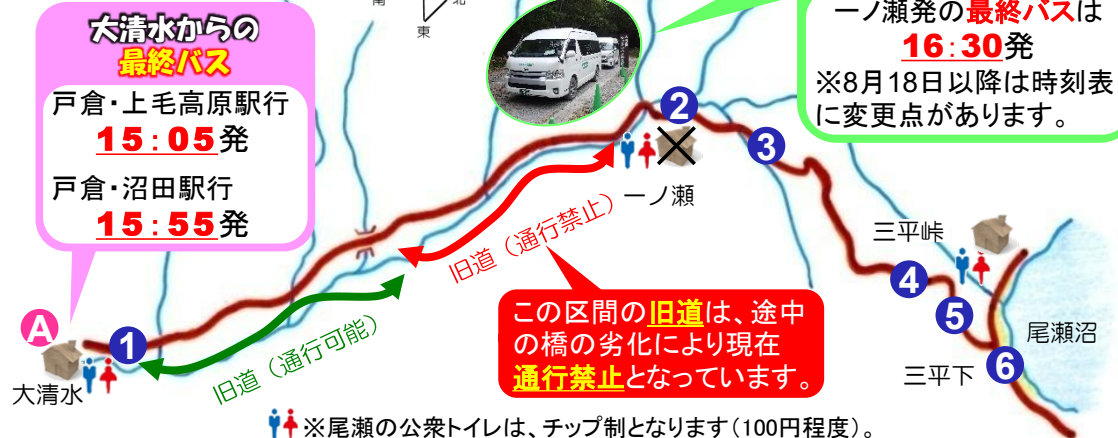 南
北
東
大清水からの
最終バス
戸倉・上毛高原駅行
15:05発
戸倉・沼田駅行
15:55発
一ノ瀬発の最終バスは
16:30発
※8月18日以降は時刻表
に変更点があります。
2
3
一ノ瀬
三平峠
4
5
尾瀬沼
6
三平下
旧道（通行禁止）
旧道（通行可能）
この区間の旧道は、途中
の橋の劣化により現在
通行禁止となっています。
A
1
大清水
※尾瀬の公衆トイレは、チップ制となります（100円程度）。